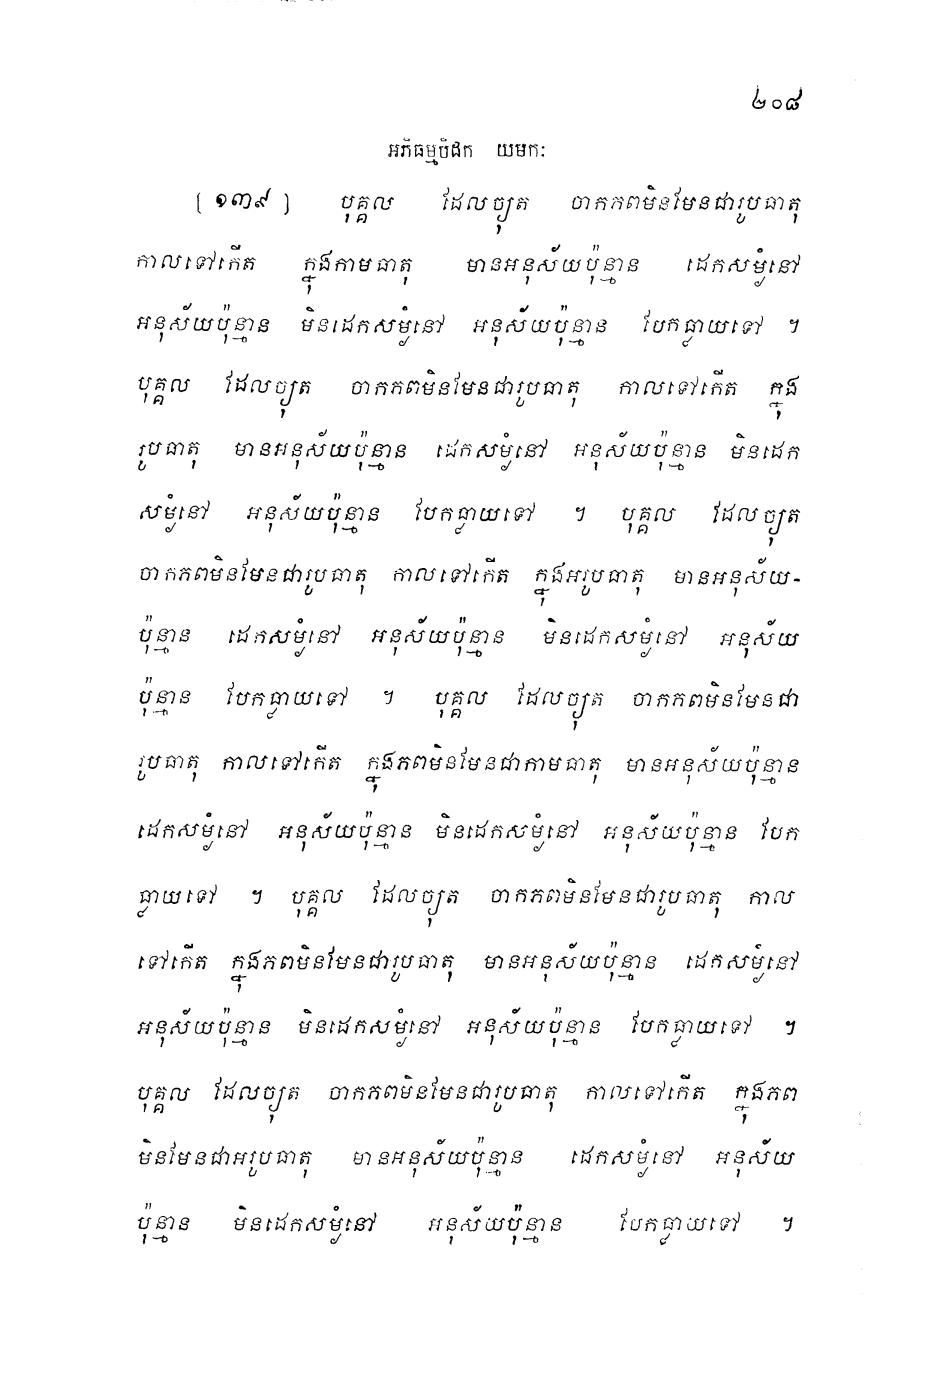 ២០៨
អភិធម្មបិដក យមកៈ
[១៣៩] បុគ្គល ដែលច្យុត ចាកភពមិនមែនជារូបធាតុ
កាលទៅកើត ក្នុងកាមធាតុ មានអនុស័យប៉ុន្មាន ដេកសម្ងំនៅ
អនុស័យប៉ុន្មាន មិនដេកសម្ងំនៅ អនុស័យប៉ុន្មាន បែកធ្លាយទៅ ។
បុគ្គល ដែលច្យុត ចាកភពមិនមែនជារូបធាតុ កាលទៅកើត ក្នុង
រូបធាតុ មានអនុស័យប៉ុន្មាន ដេកសម្ងំនៅ អនុស័យប៉ុន្មាន មិនដេក
សម្ងំនៅ អនុស័យប៉ុន្មាន បែកធ្លាយទៅ ។ បុគ្គល ដែលច្យុត
ចាកភពមិនមែនជារូបធាតុ កាលទៅកើត ក្នុងអរូបធាតុ មានអនុស័យ-
ប៉ុន្មាន ដេកសម្ងំនៅ អនុស័យប៉ុន្មាន មិនដេកសម្ងំនៅ អនុស័យ
ប៉ុន្មាន បែកធ្លាយទៅ ។ បុគ្គល ដែលច្យុត ចាកភពមិនមែនជា
រូបធាតុ កាលទៅកើត ក្នុងភពមិនមែនជាកាមធាតុ មានអនុស័យប៉ុន្មាន
ដេកសម្ងំនៅ អនុស័យប៉ុន្មាន មិនដេកសម្ងំនៅ អនុស័យប៉ុន្មាន បែក
ធ្លាយទៅ ។ បុគ្គល ដែលច្យុត ចាកភពមិនមែនជារូបធាតុ កាល
ទៅកើត ក្នុងភពមិនមែនជារូបធាតុ មានអនុស័យប៉ុន្មាន ដេកសម្ងំនៅ
អនុស័យប៉ុន្មាន មិនដេកសម្ងំនៅ អនុស័យប៉ុន្មាន បែកធ្លាយទៅ ។
បុគ្គល ដែលច្យុត ចាកភពមិនមែនជារូបធាតុ កាលទៅកើត ក្នុងភព
មិនមែនជាអរូបធាតុ មានអនុស័យប៉ុន្មាន ដេកសម្ងំនៅ អនុស័យ
ប៉ុន្មាន មិនដេកសម្ងំនៅ អនុស័យប៉ុន្មាន បែកធ្លាយទៅ ។